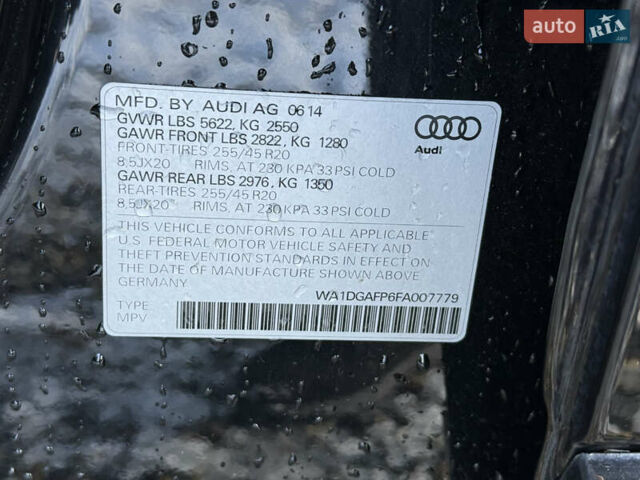 auto RIA.com
MFD. BY AUDI AG 06 14
GVWR LBS 5622, KG 2550
GAWR FRONT LBS 2822, KG 1280
FRONT-TIRES 255/45 R20
8,5JX20 RIMS, AT 230 KPA 33 PSI COLD
GAWR REAR LBS 2976, KG 1350
REAR-TIRES 255/45 R20
8,5JX20 RIMS, AT 230 KPA 33 PSI COLD
Audi
THIS VEHICLE CONFORMS TO ALL APPLICABLE
U.S. FEDERAL MOTOR VEHICLE SAFETY AND
THEFT PREVENTION STANDARDS IN EFFECT ON
THE DATE OF MANUFACTURE SHOWN ABOVE.
GERMANY
WA1DGAFP6FA007779
TYPE
MPV